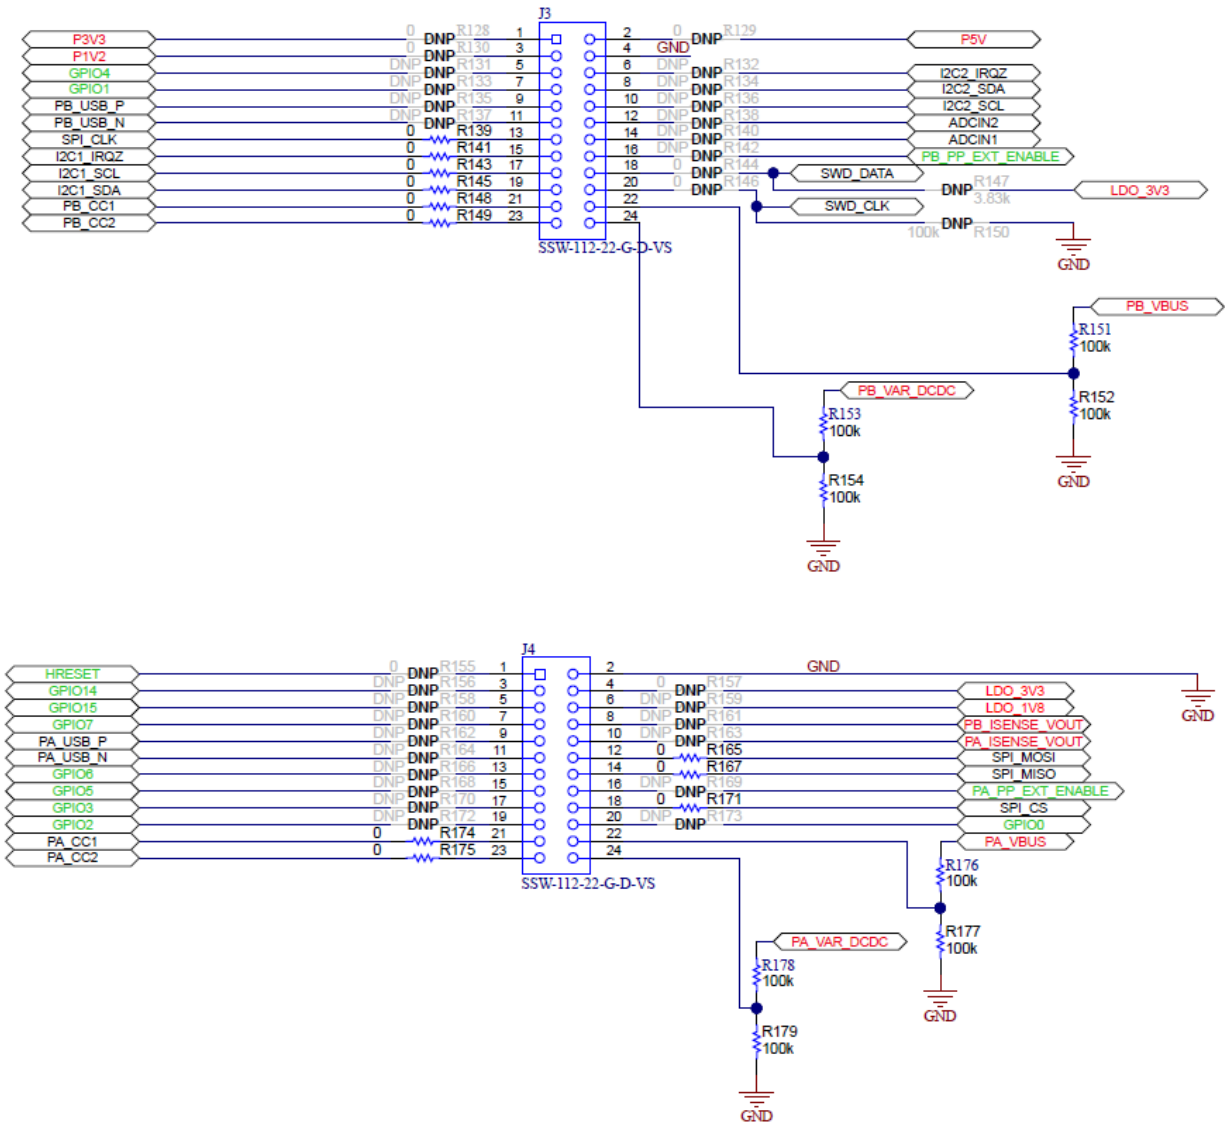 J3
P3V3 0 DNP R128 1 2 0 DNP R129 P5V
P1V2 0 DNP R130 3 4 GND
GPIO4 DNP DNP R131 5 6 DNP DNP R132 I2C2_IRQZ
GPIO1 DNP DNP R133 7 8 DNP DNP R134 I2C2_SDA
PB_USB_P DNP DNP R135 9 10 DNP DNP R136 I2C2_SCL
PB_USB_N DNP DNP R137 11 12 DNP DNP R138 ADCIN2
SPI_CLK 0 R139 13 14 DNP DNP R140 ADCIN1
I2C1_IRQZ 0 R141 15 16 DNP DNP R142 PB_PP_EXT_ENABLE
I2C1_SCL 0 R143 17 18 0 DNP R144 SWD_DATA
I2C1_SDA 0 R145 19 20 0 DNP R146 DNP R147 3.83k LDO_3V3
PB_CC1 0 R148 21 22 SWD_CLK
PB_CC2 0 R149 23 24 100k DNP R150
SSW-112-22-G-D-VS
GND
PB_VBUS
R151
100k
R152
100k
GND
PB_VAR_DCDC
R153
100k
R154
100k
GND
J4
HRESET 0 DNP R155 1 2 GND
GPIO14 DNP DNP R156 3 4 0 DNP R157 LDO_3V3
GPIO15 DNP DNP R158 5 6 DNP DNP R159 LDO_1V8
GPIO7 DNP DNP R160 7 8 DNP DNP R161 PB_ISENSE_VOUT
PA_USB_P DNP DNP R162 9 10 DNP DNP R163 PA_ISENSE_VOUT
PA_USB_N DNP DNP R164 11 12 0 R165 SPI_MOSI
GPIO6 DNP DNP R166 13 14 0 R167 SPI_MISO
GPIO5 DNP DNP R168 15 16 DNP DNP R169 PA_PP_EXT_ENABLE
GPIO3 DNP DNP R170 17 18 0 R171 SPI_CS
GPIO2 DNP DNP R172 19 20 DNP DNP R173 GPIO0
PA_CC1 0 R174 21 22 PA_VBUS
PA_CC2 0 R175 23 24
SSW-112-22-G-D-VS
GND
R176
100k
R177
100k
GND
PA_VAR_DCDC
R178
100k
R179
100k
GND